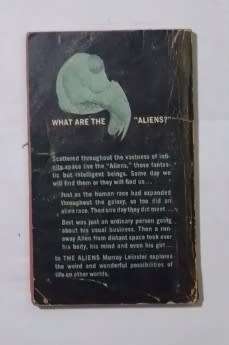 WHAT ARE THE "ALIENS?"
Scattered throughout the vastness of infi-
nite space live the "Aliens," those fantas-
tic but intelligent beings. Some day we
will find them or they will find us ...
Just as the human race had expanded
throughout the galaxy, so too did an
alien race. Then one day they did meet ...
Bert was just an ordinary person going
about his usual business. Then a run-
away Alien from distant space took over
his body, his mind and even his girl ...
In THE ALIENS Murray Leinster explores
the weird and wonderful possibilities of
life on other worlds.